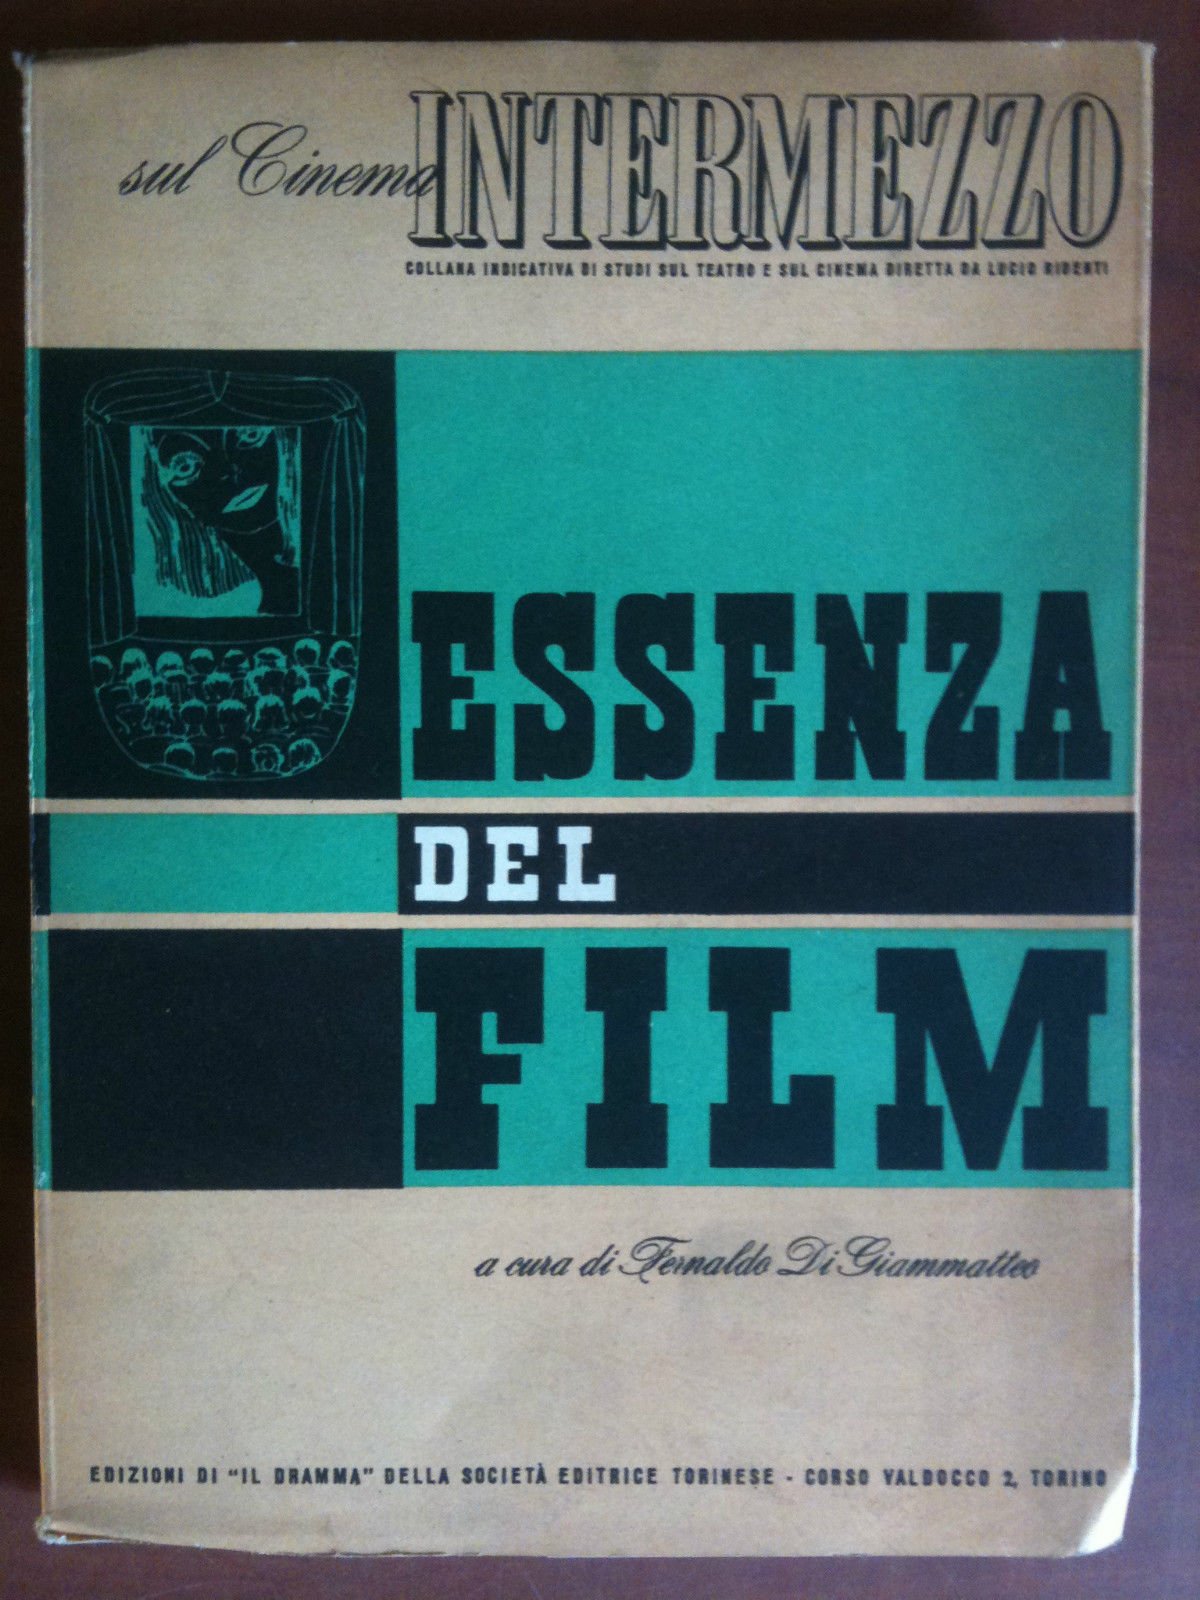 sul Cinema INTERMEZZO
COLLANA INDICATIVA DI STUDI SUL TEATRO E SUL CINEMA DIRETTA DA LUCIO RIDENTI
ESSENZA
DEL
FILM
a cura di Fernaldo Di Giammatteo
EDIZIONI DI "IL DRAMMA" DELLA SOCIETÀ EDITRICE TORINESE - CORSO VALDOCCO 2, TORINO